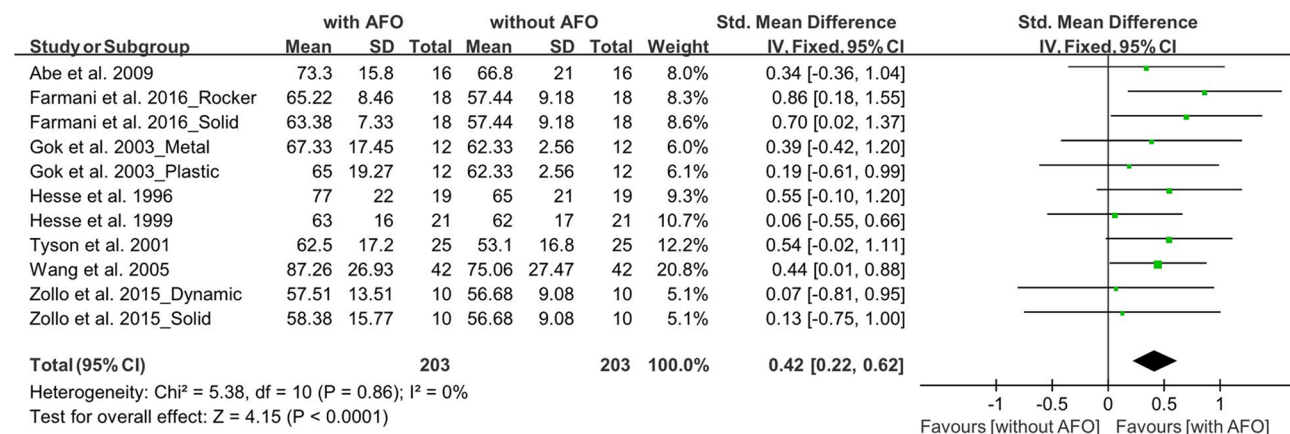 with AFO without AFO Std. Mean Difference Std. Mean Difference
Study or Subgroup Mean SD Total Mean SD Total Weight IV, Fixed, 95% CI IV, Fixed, 95% CI
Abe et al. 2009 73.3 15.8 16 66.8 21 16 8.0% 0.34 [-0.36, 1.04]
Farmani et al. 2016_Rocker 65.22 8.46 18 57.44 9.18 18 8.3% 0.86 [0.18, 1.55]
Farmani et al. 2016_Solid 63.38 7.33 18 57.44 9.18 18 8.6% 0.70 [0.02, 1.37]
Gok et al. 2003_Metal 67.33 17.45 12 62.33 2.56 12 6.0% 0.39 [-0.42, 1.20]
Gok et al. 2003_Plastic 65 19.27 12 62.33 2.56 12 6.1% 0.19 [-0.61, 0.99]
Hesse et al. 1996 77 22 19 65 21 19 9.3% 0.55 [-0.10, 1.20]
Hesse et al. 1999 63 16 21 62 17 21 10.7% 0.06 [-0.55, 0.66]
Tyson et al. 2001 62.5 17.2 25 53.1 16.8 25 12.2% 0.54 [-0.02, 1.11]
Wang et al. 2005 87.26 26.93 42 75.06 27.47 42 20.8% 0.44 [0.01, 0.88]
Zollo et al. 2015_Dynamic 57.51 13.51 10 56.68 9.08 10 5.1% 0.07 [-0.81, 0.95]
Zollo et al. 2015_Solid 58.38 15.77 10 56.68 9.08 10 5.1% 0.13 [-0.75, 1.00]
Total (95% CI) 203 203 100.0% 0.42 [0.22, 0.62]
Heterogeneity: Chi² = 5.38, df = 10 (P = 0.86); I² = 0%
Test for overall effect: Z = 4.15 (P < 0.0001)
-1 -0.5 0 0.5 1
Favours [without AFO] Favours [with AFO]